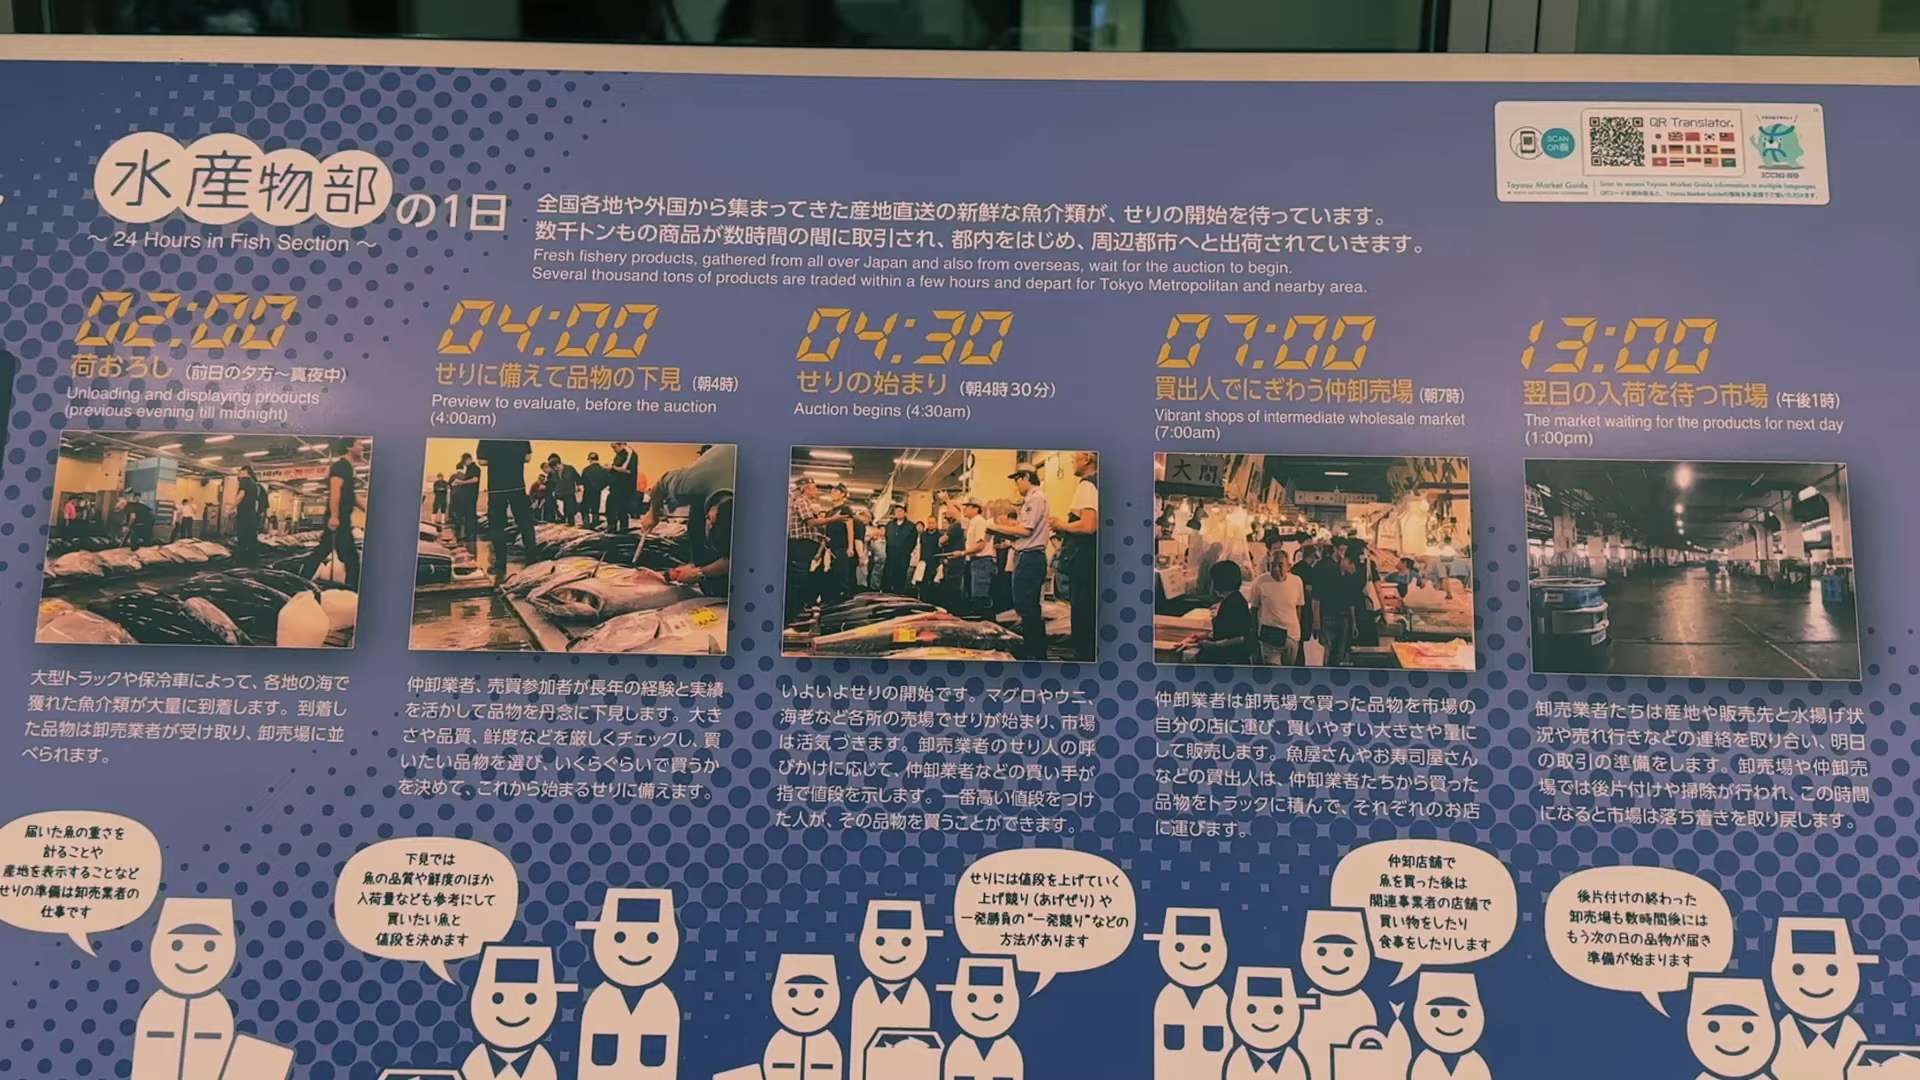 水産物部の1日
～ 24 Hours in Fish Section ～
全国各地や外国から集まってきた産地直送の新鮮な魚介類が、せりの開始を待っています。
数千トンもの商品が数時間の間に取引され、都内をはじめ、周辺都市へと出荷されていきます。
Fresh fishery products, gathered from all over Japan and also from overseas, wait for the auction to begin.
Several thousand tons of products are traded within a few hours and depart for Tokyo Metropolitan and nearby area.
SCAN
QR Translator.
Toyosu Market Guide
Scan to access Toyosu Market Guide information in multiple languages.
02:00
荷おろし（前日の夕方～真夜中）
Unloading and displaying products
(previous evening till midnight)
大型トラックや保冷車によって、各地の海で
獲れた魚介類が大量に到着します。到着し
た品物は卸売業者が受け取り、卸売場に並
べられます。
届いた魚の重さを
計ることや
産地を表示することなど
せりの準備は卸売業者の
仕事です
04:00
せりに備えて品物の下見（朝4時）
Preview to evaluate, before the auction
(4:00am)
仲卸業者、売買参加者が長年の経験と実績
を活かして品物を丹念に下見します。大き
さや品質、鮮度などを厳しくチェックし、買
いたい品物を選び、いくらぐらいで買うか
を決めて、これから始まるせりに備えます。
下見では
魚の品質や鮮度のほか
入荷量なども参考にして
買いたい魚と
値段を決めます
04:30
せりの始まり（朝4時30分）
Auction begins (4:30am)
いよいよせりの開始です。マグロやウニ、
海老など各所の売場でせりが始まり、市場
は活気づきます。卸売業者のせり人の呼
びかけに応じて、仲卸業者などの買い手が
指で値段を示します。一番高い値段をつけ
た人が、その品物を買うことができます。
せりには値段を上げていく
上げ競り（あげぜり）や
一発勝負の“一発競り”などの
方法があります
07:00
買出人でにぎわう仲卸売場（朝7時）
Vibrant shops of intermediate wholesale market
(7:00am)
仲卸業者は卸売場で買った品物を市場の
自分の店に運び、買いやすい大きさや量に
して販売します。魚屋さんやお寿司屋さん
などの買出人は、仲卸業者たちから買った
品物をトラックに積んで、それぞれのお店
に運びます。
仲卸店舗で
魚を買った後は
関連事業者の店舗で
買い物をしたり
食事をしたりします
13:00
翌日の入荷を待つ市場（午後1時）
The market waiting for the products for next day
(1:00pm)
卸売業者たちは産地や販売先と水揚げ状
況や売れ行きなどの連絡を取り合い、明日
の取引の準備をします。卸売場や仲卸売
場では後片付けや掃除が行われ、この時間
になると市場は落ち着きを取り戻します。
後片付けの終わった
卸売場も数時間後には
もう次の日の品物が届き
準備が始まります